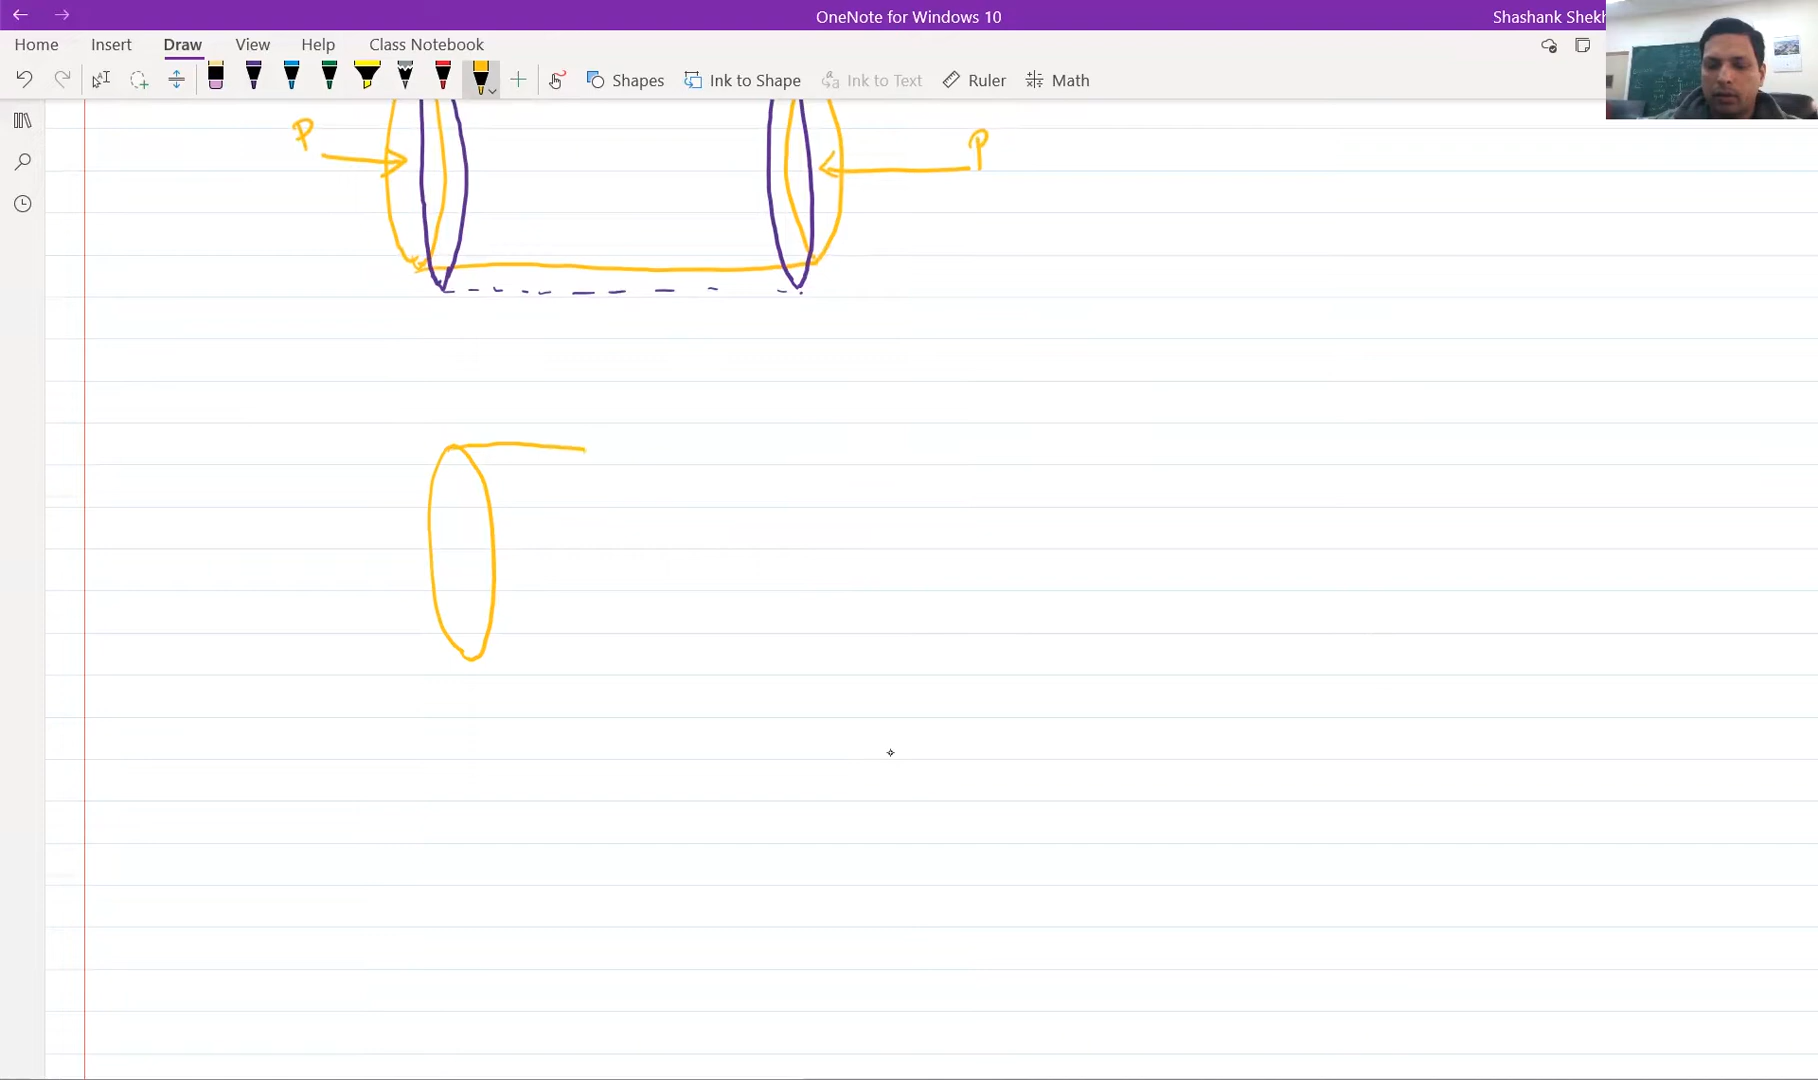 OneNote for Windows 10
Shashank Shekh
Home Insert Draw View Help Class Notebook
Shapes Ink to Shape Ink to Text Ruler Math
P
P